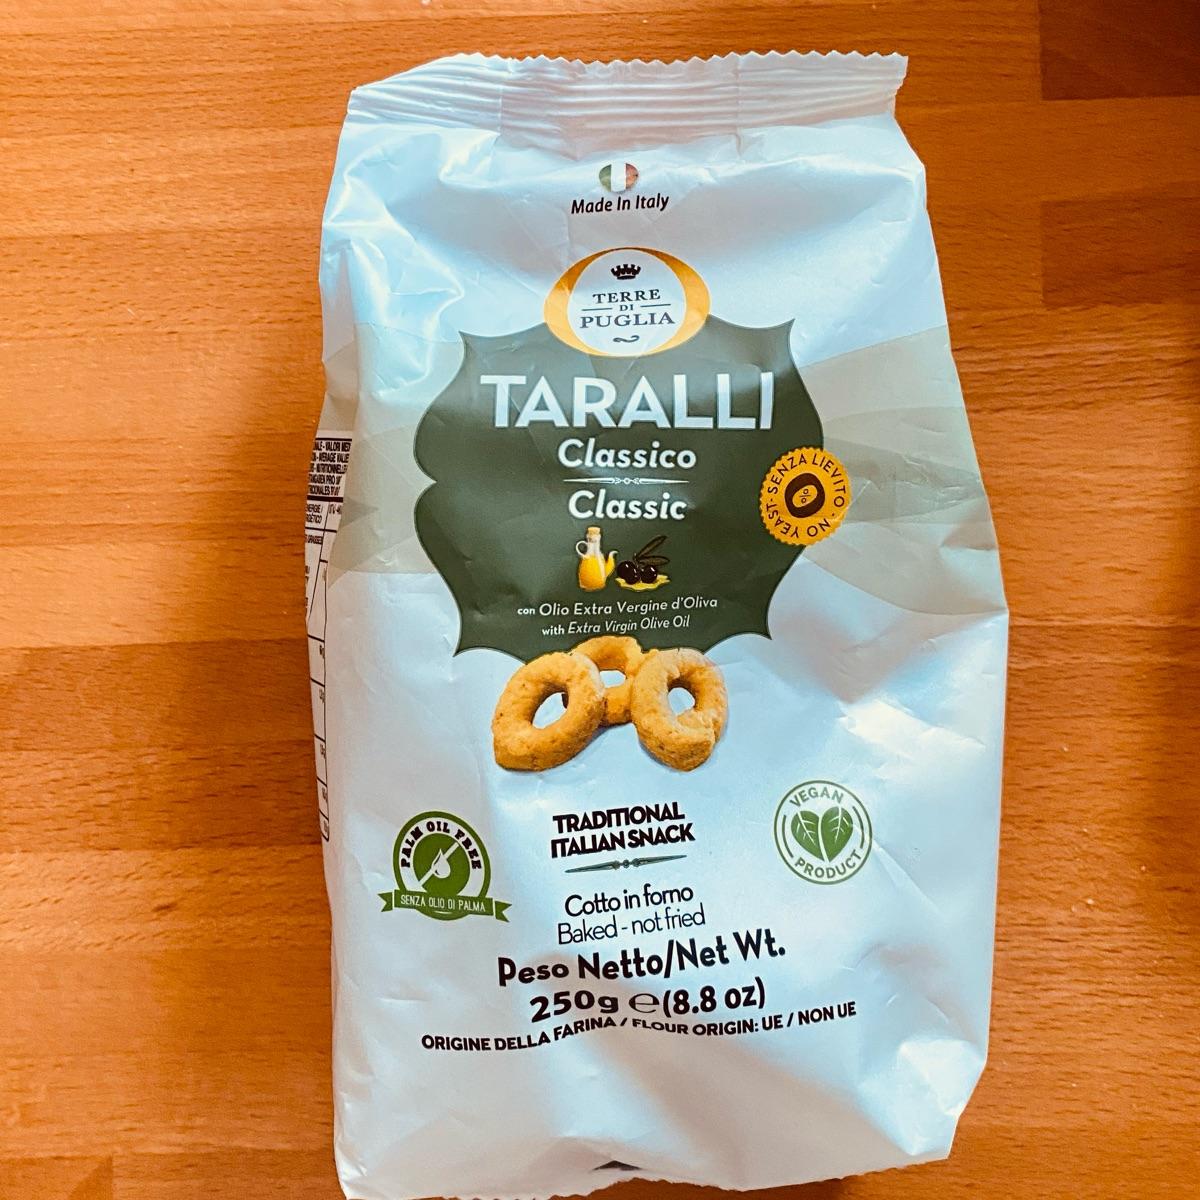 Made In Italy
TERRE
DI
PUGLIA
TARALLI
Classico
Classic
SENZA LIEVITO · NO YEAST ·
0%
con Olio Extra Vergine d'Oliva
with Extra Virgin Olive Oil
TRADITIONAL
ITALIAN SNACK
VEGAN
PRODUCT
PALM OIL FREE
SENZA OLIO DI PALMA
Cotto in forno
Baked - not fried
Peso Netto/Net Wt.
250g ℮ (8.8 oz)
ORIGINE DELLA FARINA / FLOUR ORIGIN: UE / NON UE